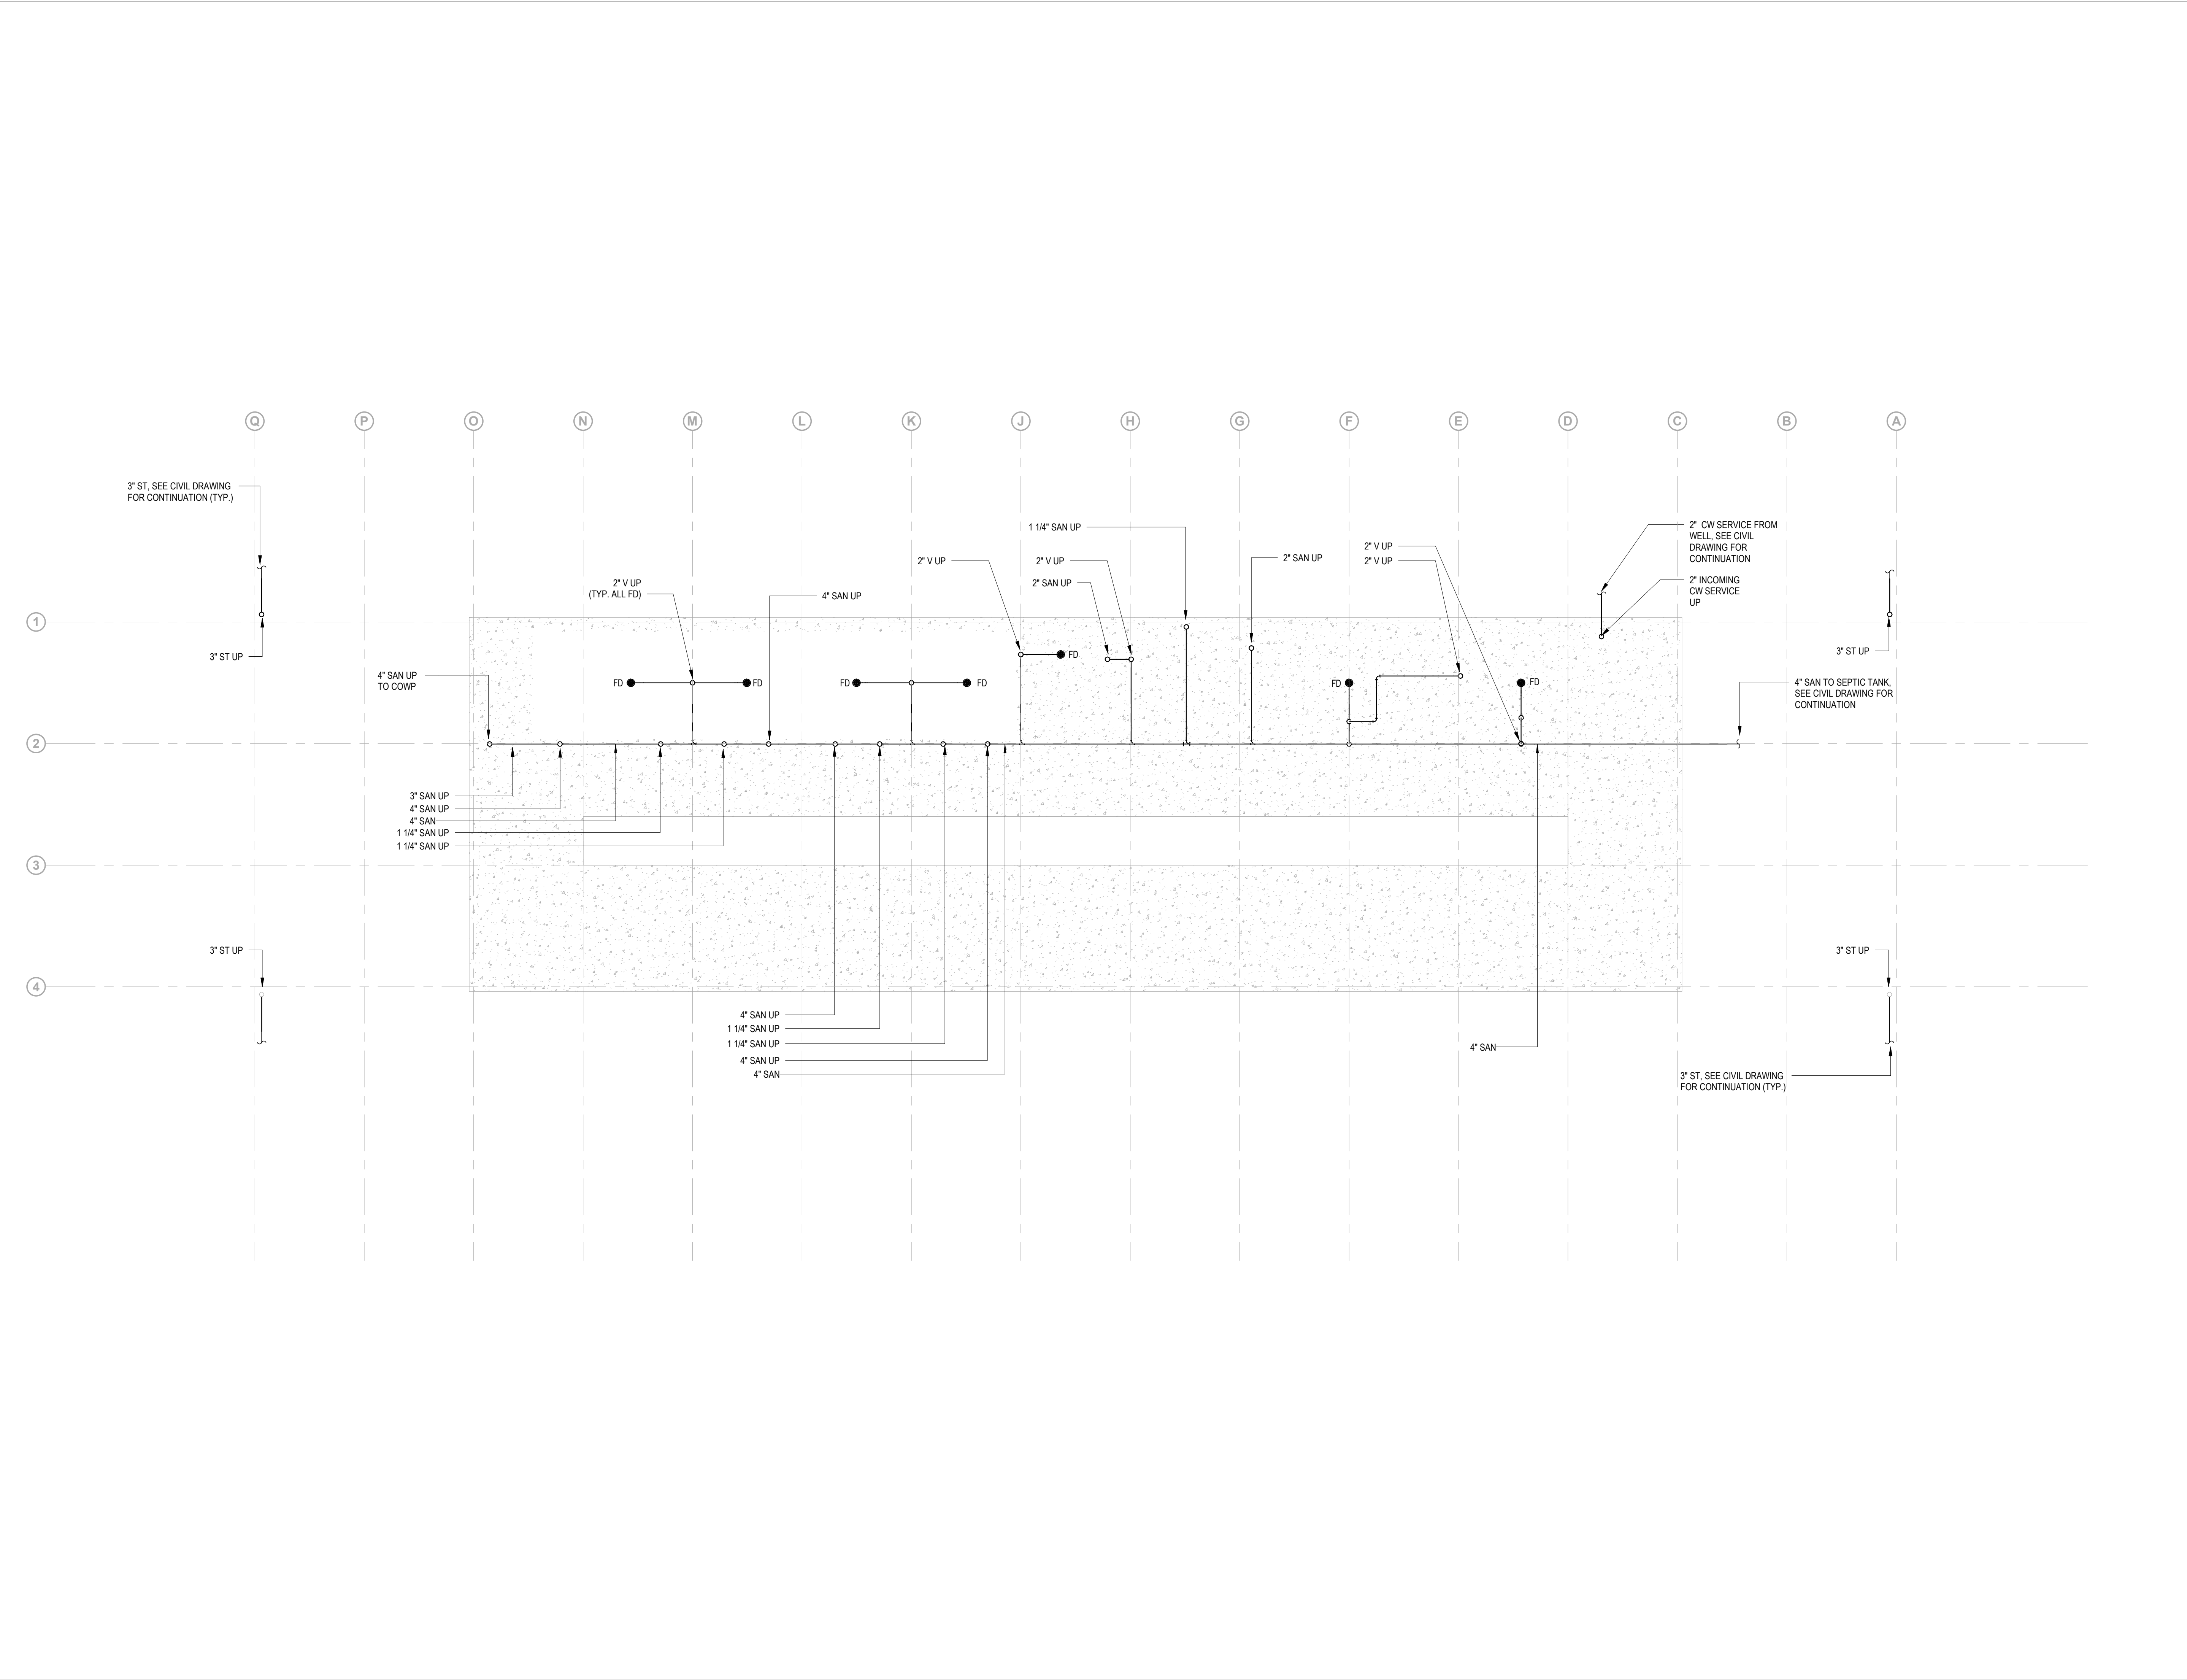 Q P O N M L K J H G F E D C B A
3" ST, SEE CIVIL DRAWING
FOR CONTINUATION (TYP.)
1 1/4" SAN UP
2" CW SERVICE FROM
WELL, SEE CIVIL
DRAWING FOR
CONTINUATION
2" V UP
2" V UP
2" SAN UP
2" V UP
2" V UP
2" V UP
(TYP. ALL FD)
2" SAN UP
2" INCOMING
CW SERVICE
UP
4" SAN UP
1
3" ST UP
3" ST UP
FD
4" SAN UP
TO COWP
FD
FD
FD
FD
FD
FD
4" SAN TO SEPTIC TANK,
SEE CIVIL DRAWING FOR
CONTINUATION
2
3" SAN UP
4" SAN UP
4" SAN
1 1/4" SAN UP
1 1/4" SAN UP
3
3" ST UP
3" ST UP
4
4" SAN UP
1 1/4" SAN UP
1 1/4" SAN UP
4" SAN UP
4" SAN
4" SAN
3" ST, SEE CIVIL DRAWING
FOR CONTINUATION (TYP.)